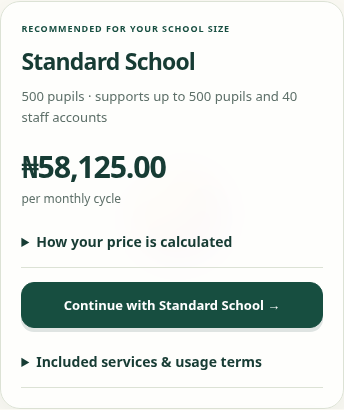 RECOMMENDED FOR YOUR SCHOOL SIZE
Standard School
500 pupils · supports up to 500 pupils and 40
staff accounts
₦58,125.00
per monthly cycle
▶ How your price is calculated
Continue with Standard School →
▶ Included services & usage terms